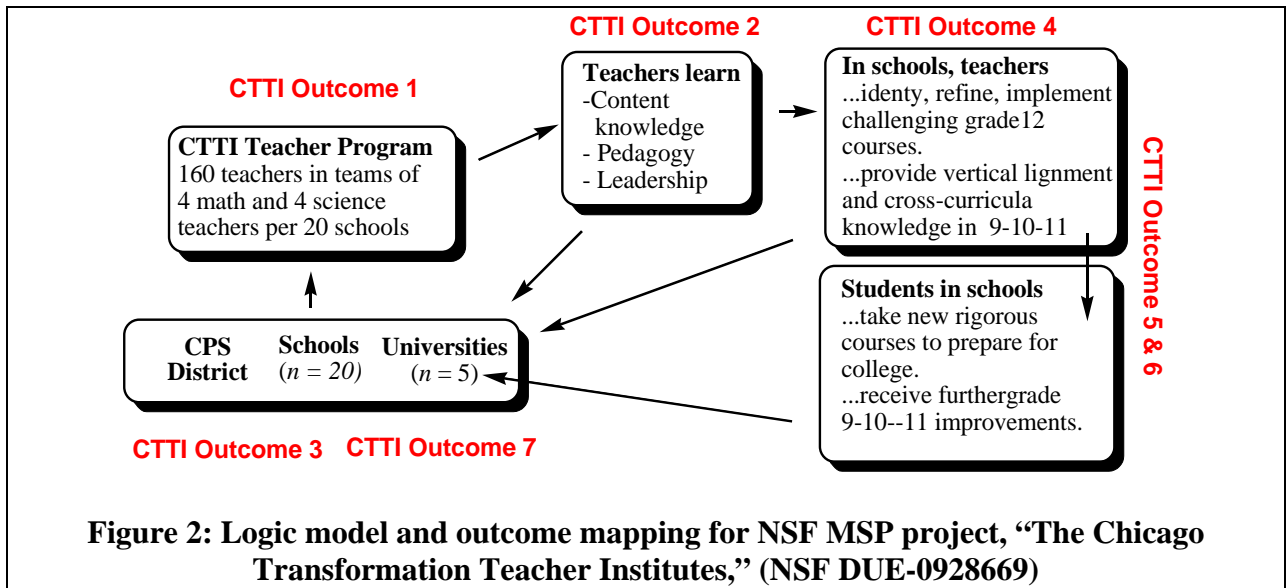 CTTI Outcome 1
CTTI Teacher Program
160 teachers in teams of
4 math and 4 science
teachers per 20 schools
CTTI Outcome 2
Teachers learn
-Content
knowledge
- Pedagogy
- Leadership
CTTI Outcome 4
In schools, teachers
...identy, refine, implement
challenging grade12
courses.
...provide vertical lignment
and cross-curricula
knowledge in 9-10-11
CTTI Outcome 5 & 6
Students in schools
...take new rigorous
courses to prepare for
college.
...receive furthergrade
9-10--11 improvements.
CPS
District
Schools
(n = 20)
Universities
(n = 5)
CTTI Outcome 3
CTTI Outcome 7
Figure 2: Logic model and outcome mapping for NSF MSP project, “The Chicago
Transformation Teacher Institutes,” (NSF DUE-0928669)